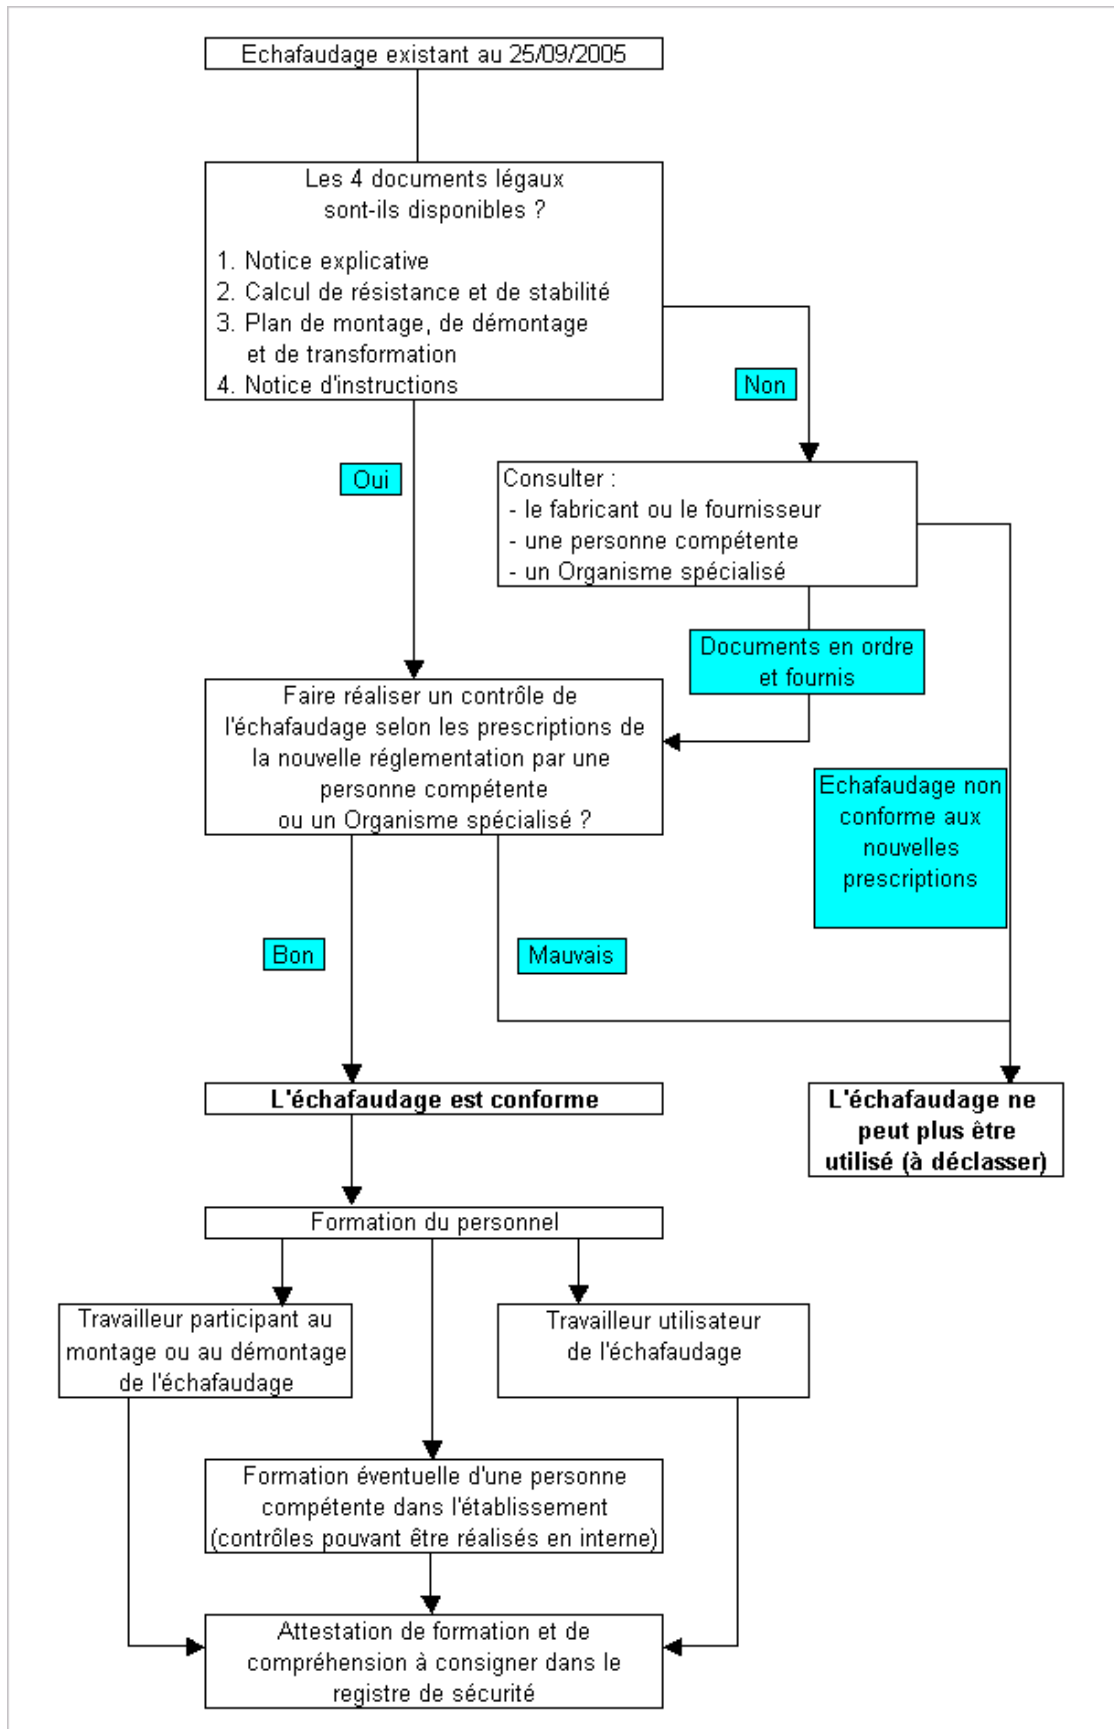 Echafaudage existant au 25/09/2005
Les 4 documents légaux
sont-ils disponibles ?
1. Notice explicative
2. Calcul de résistance et de stabilité
3. Plan de montage, de démontage
et de transformation
4. Notice d'instructions
Non
Oui
Consulter :
- le fabricant ou le fournisseur
- une personne compétente
- un Organisme spécialisé
Documents en ordre
et fournis
Faire réaliser un contrôle de
l'échafaudage selon les prescriptions de
la nouvelle réglementation par une
personne compétente
ou un Organisme spécialisé ?
Echafaudage non
conforme aux
nouvelles
prescriptions
Bon
Mauvais
L'échafaudage est conforme
L'échafaudage ne
peut plus être
utilisé (à déclasser)
Formation du personnel
Travailleur participant au
montage ou au démontage
de l'échafaudage
Travailleur utilisateur
de l'échafaudage
Formation éventuelle d'une personne
compétente dans l'établissement
(contrôles pouvant être réalisés en interne)
Attestation de formation et de
compréhension à consigner dans le
registre de sécurité